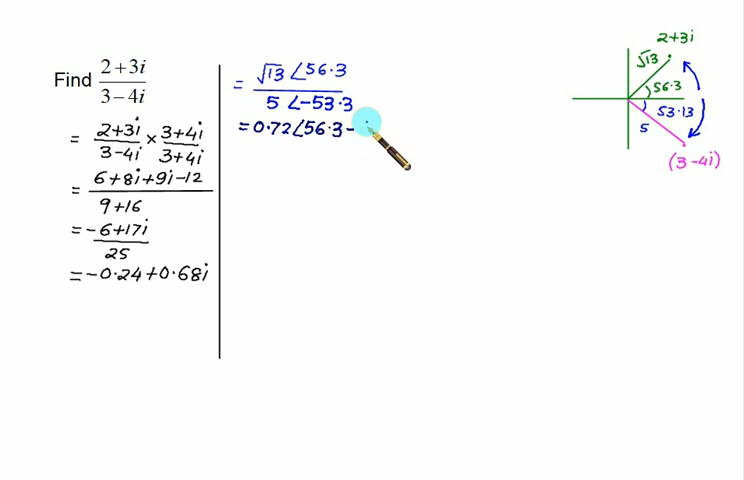 Find 2+3i / 3−4i
= 2+3i / 3-4i × 3+4i / 3+4i
= 6+8i+9i-12 / 9+16
= -6+17i / 25
= -0.24+0.68i
= √13 ∠56.3 / 5 ∠-53.3
= 0.72∠56.3 -
2+3i
√13
56.3
53.13
5
(3-4i)